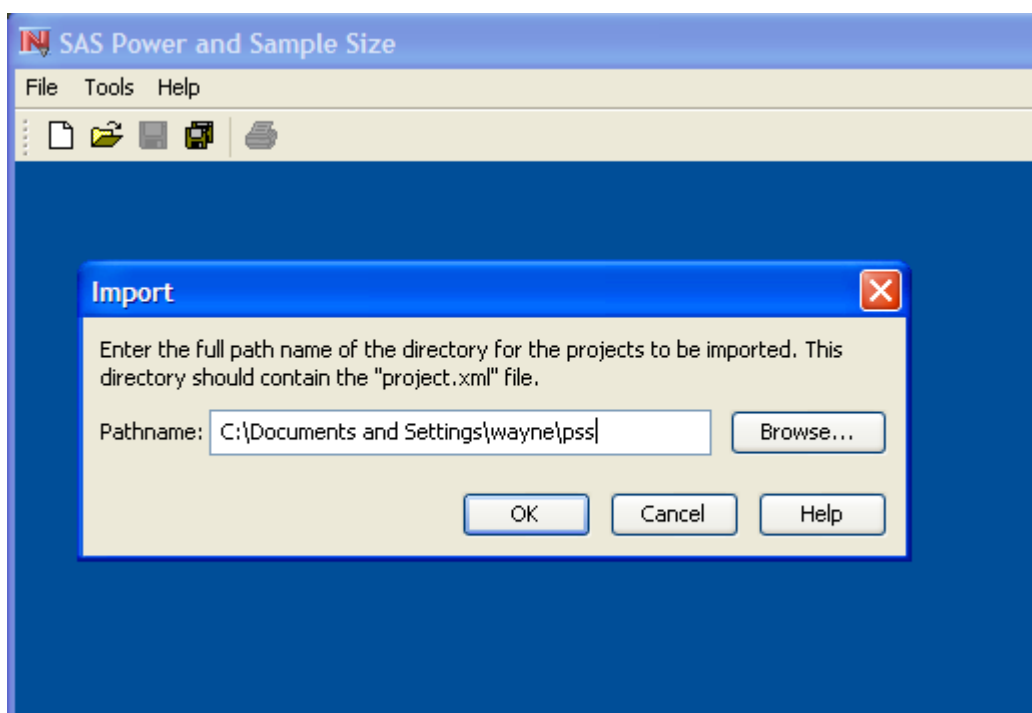 SAS Power and Sample Size
File Tools Help
Import
Enter the full path name of the directory for the projects to be imported. This
directory should contain the "project.xml" file.
Pathname: C:\Documents and Settings\wayne\pss Browse...
OK Cancel Help